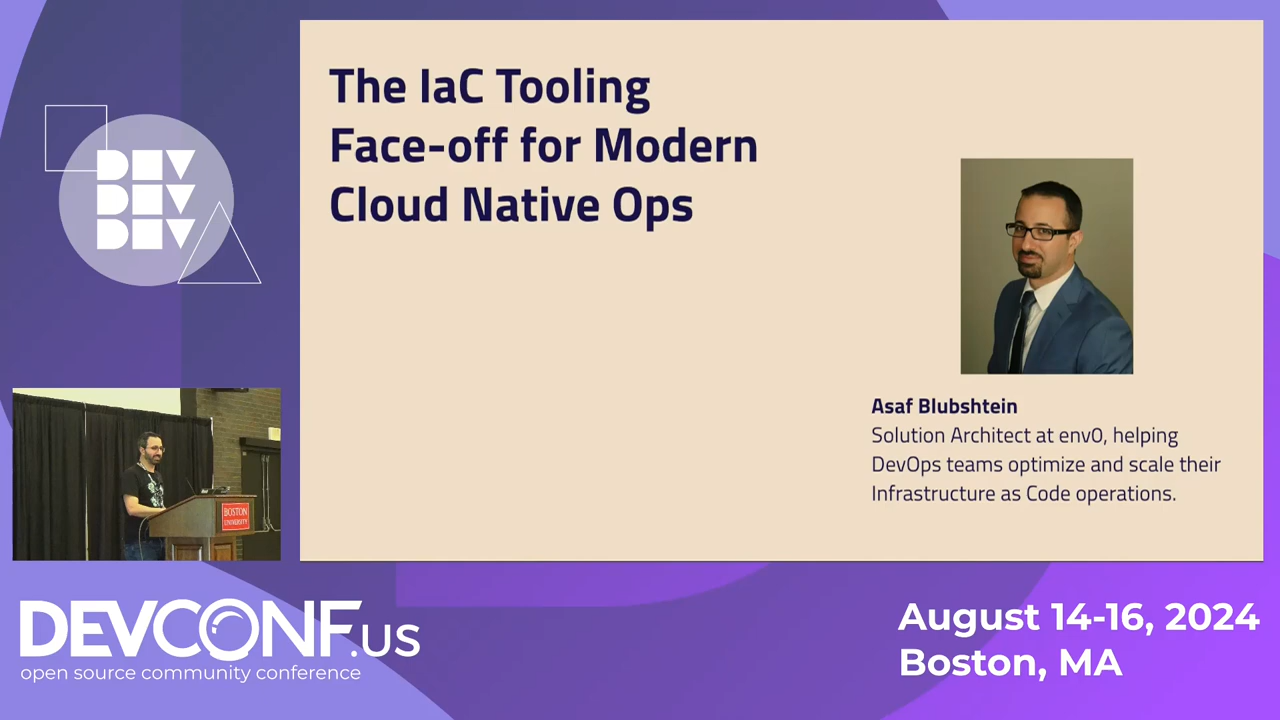 The IaC Tooling
Face-off for Modern
Cloud Native Ops
DEV
DEV
DEV
Asaf Blubshtein
Solution Architect at env0, helping
DevOps teams optimize and scale their
Infrastructure as Code operations.
BOSTON
UNIVERSITY
DEVCONF.US
open source community conference
August 14-16, 2024
Boston, MA